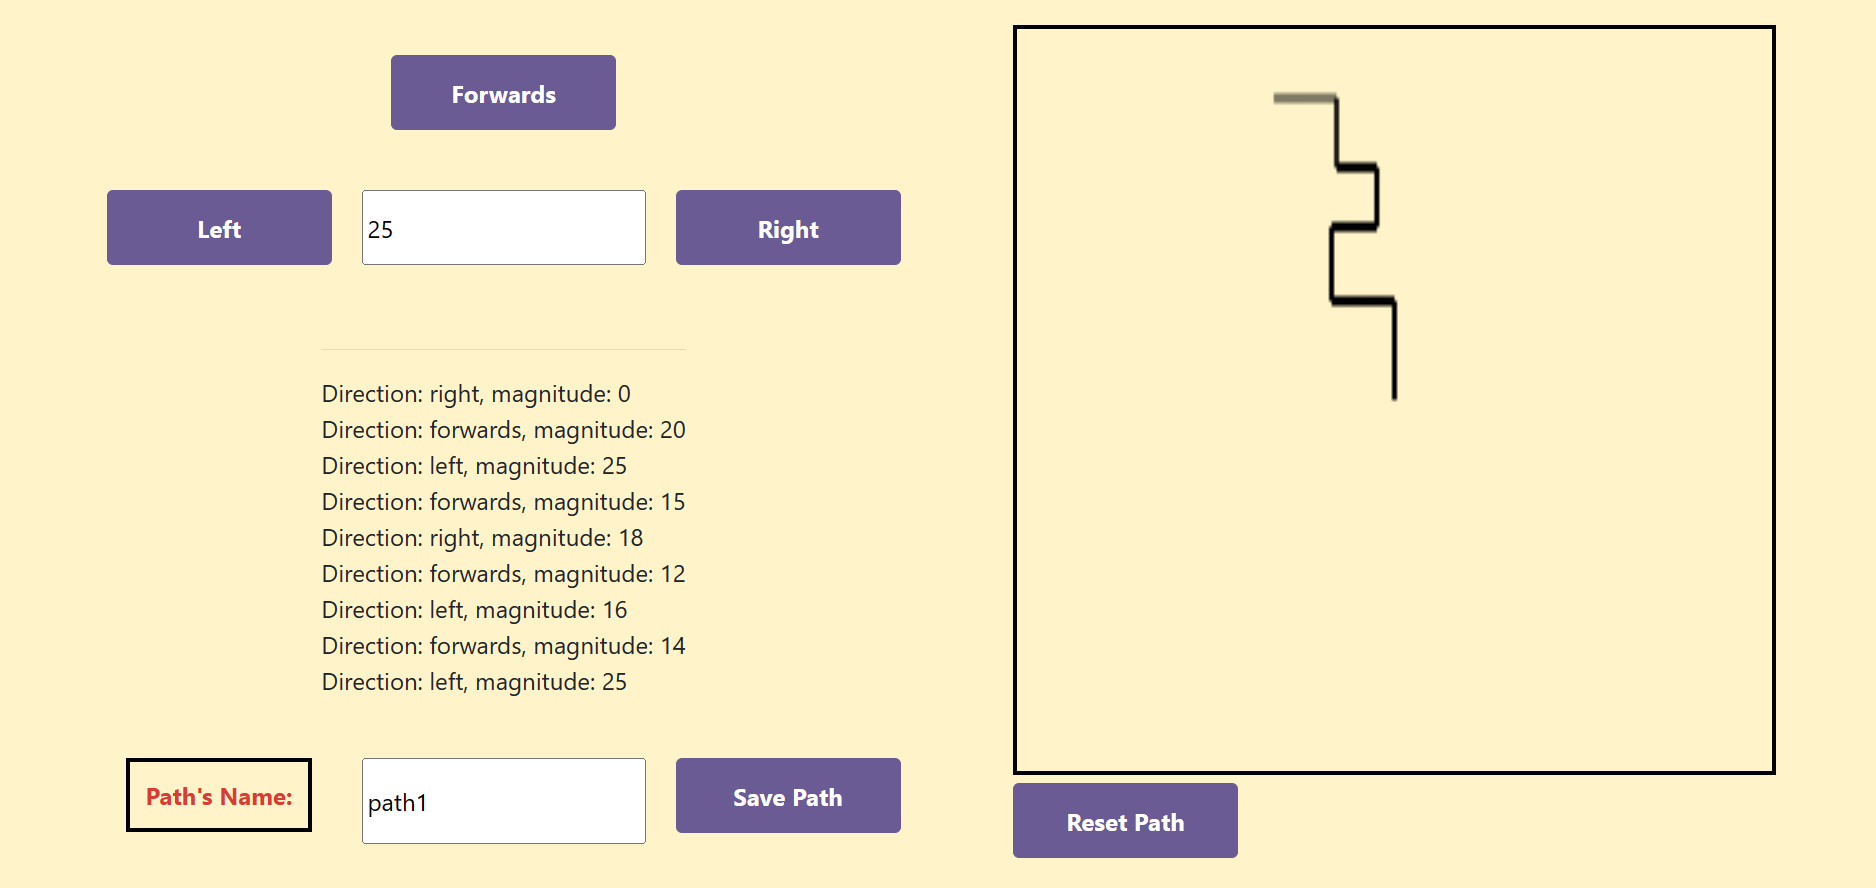 Forwards
Left
25
Right
Direction: right, magnitude: 0
Direction: forwards, magnitude: 20
Direction: left, magnitude: 25
Direction: forwards, magnitude: 15
Direction: right, magnitude: 18
Direction: forwards, magnitude: 12
Direction: left, magnitude: 16
Direction: forwards, magnitude: 14
Direction: left, magnitude: 25
Path's Name:
path1
Save Path
Reset Path